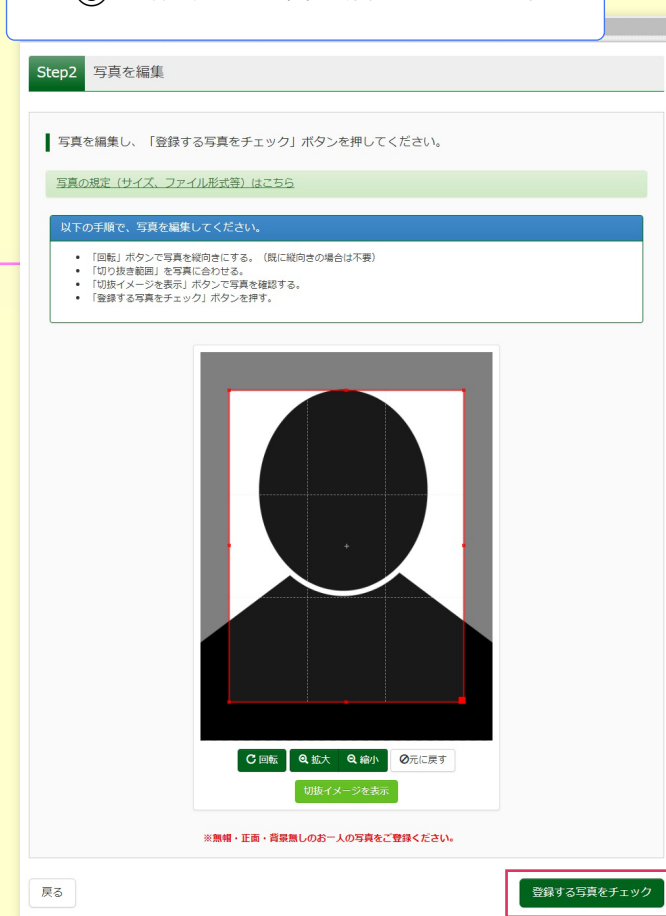 Step2 写真を編集
写真を編集し、「登録する写真をチェック」ボタンを押してください。
写真の規定（サイズ、ファイル形式等）はこちら
以下の手順で、写真を編集してください。
• 「回転」ボタンで写真を縦向きにする。（既に縦向きの場合は不要）
• 「切り抜き範囲」を写真に合わせる。
• 「切抜イメージを表示」ボタンで写真を確認する。
• 「登録する写真をチェック」ボタンを押す。
回転 拡大 縮小 元に戻す
切抜イメージを表示
※無帽・正面・背景無しのお一人の写真をご登録ください。
戻る 登録する写真をチェック